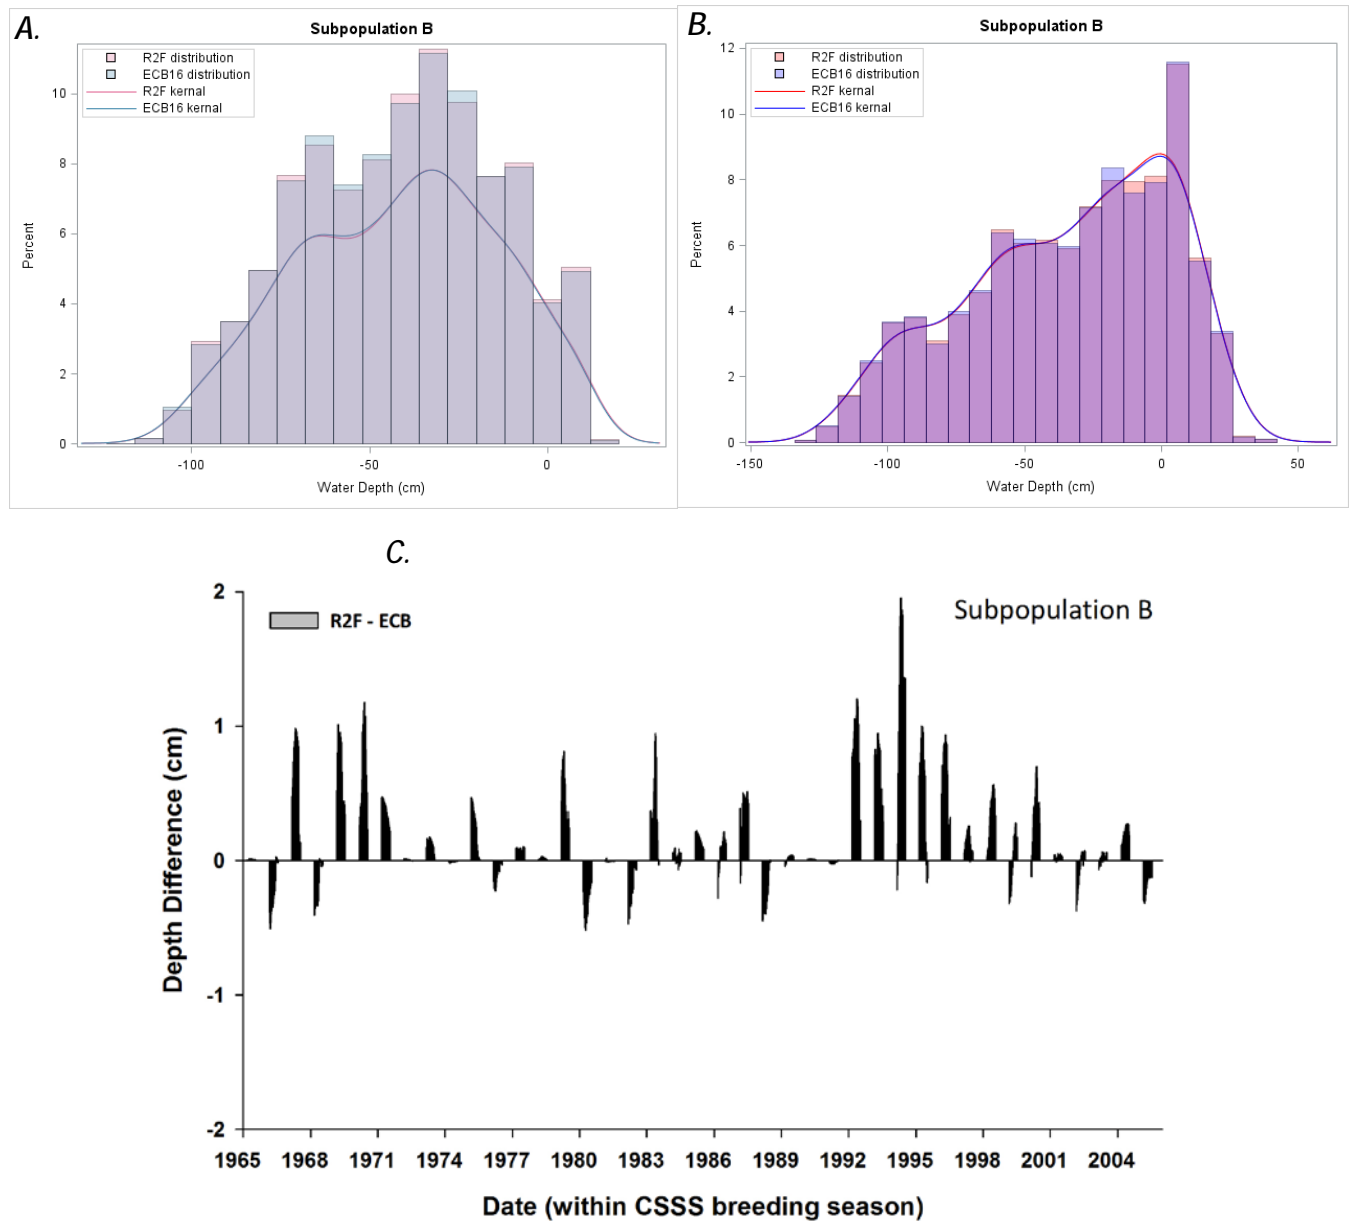 A.
Subpopulation B
R2F distribution
ECB16 distribution
R2F kernal
ECB16 kernal
10
8
6
4
2
0
Percent
-100
-50
0
Water Depth (cm)
B.
Subpopulation B
R2F distribution
ECB16 distribution
R2F kernal
ECB16 kernal
12
10
8
6
4
2
0
Percent
-150
-100
-50
0
50
Water Depth (cm)
C.
R2F - ECB
Subpopulation B
2
1
0
-1
-2
Depth Difference (cm)
1965 1968 1971 1974 1977 1980 1983 1986 1989 1992 1995 1998 2001 2004
Date (within CSSS breeding season)